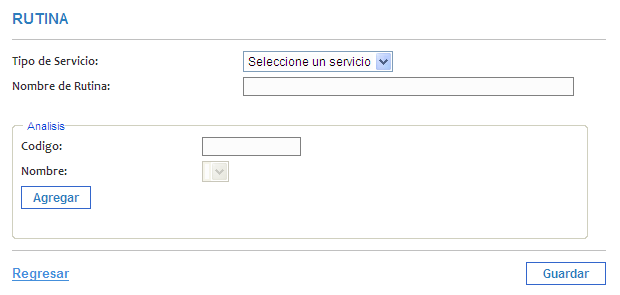 RUTINA
Tipo de Servicio: Seleccione un servicio
Nombre de Rutina:
Analisis
Codigo:
Nombre:
Agregar
Regresar Guardar